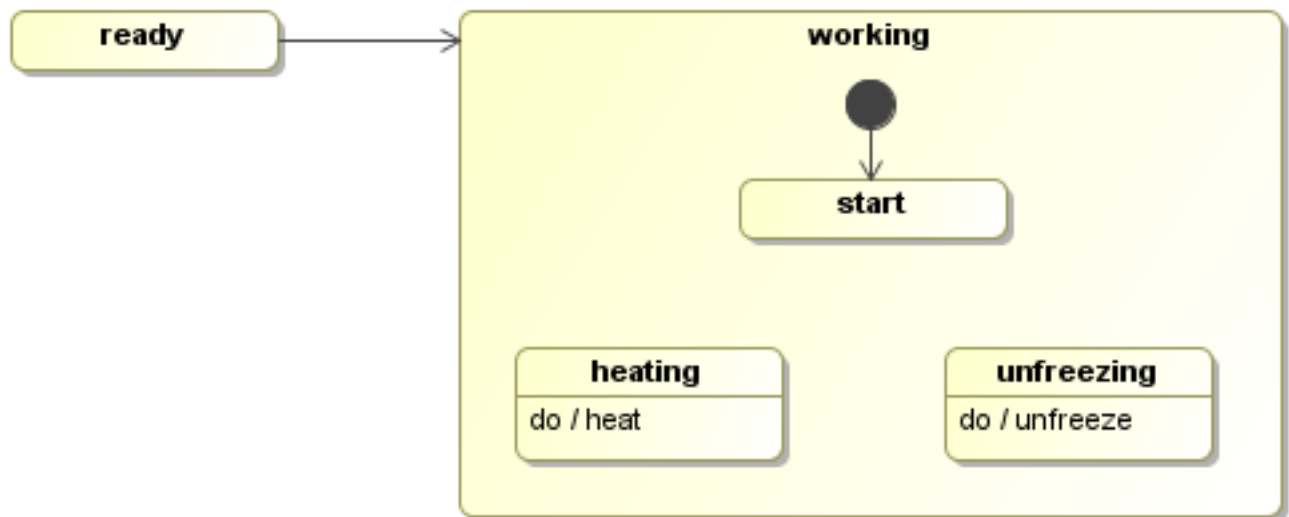 ready
working
start
heating
do / heat
unfreezing
do / unfreeze